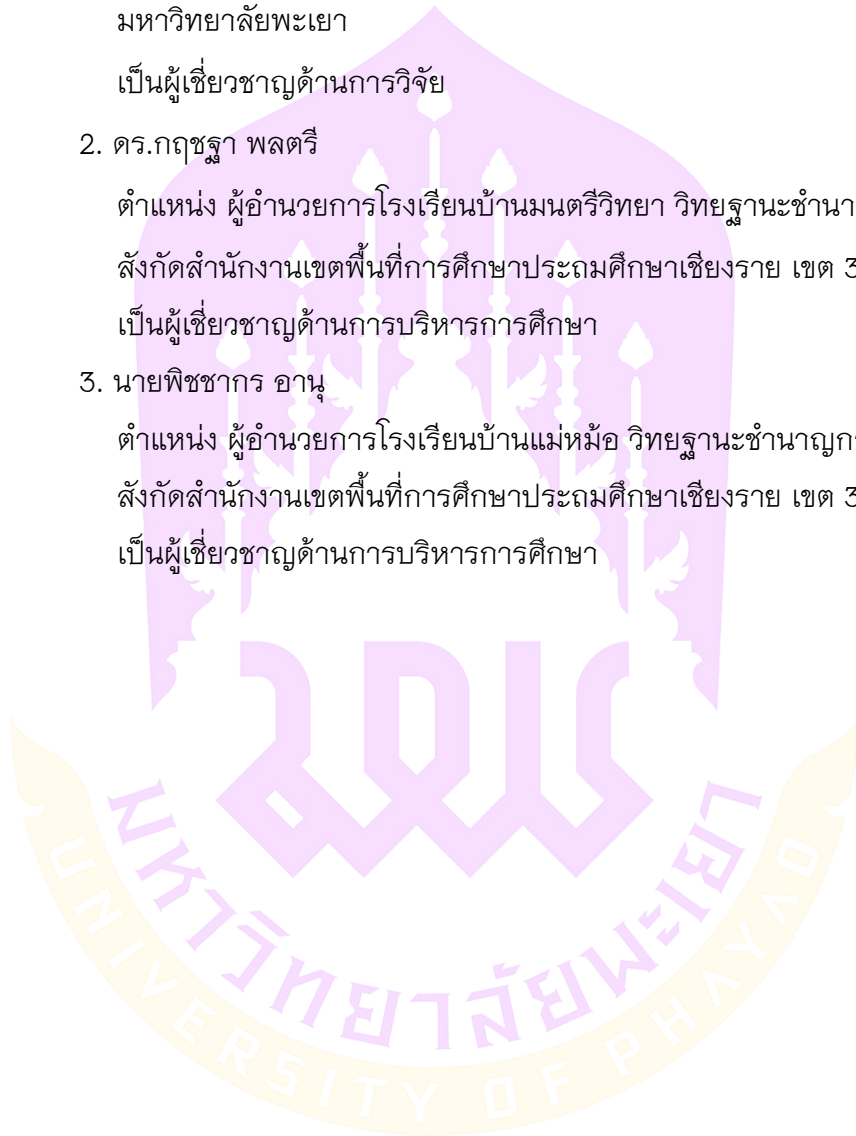 มหาวิทยาลัยพะเยา
เป็นผู้เชี่ยวชาญด้านการวิจัย
2. ดร.กฤชฐา พลตรี
ตำแหน่ง ผู้อำนวยการโรงเรียนบ้านมนตรีวิทยา วิทยฐานะชำนา
สังกัดสำนักงานเขตพื้นที่การศึกษาประถมศึกษาเชียงราย เขต 3
เป็นผู้เชี่ยวชาญด้านการบริหารการศึกษา
3. นายพิชชากร อานุ
ตำแหน่ง ผู้อำนวยการโรงเรียนบ้านแม่หม้อ วิทยฐานะชำนาญก
สังกัดสำนักงานเขตพื้นที่การศึกษาประถมศึกษาเชียงราย เขต 3
เป็นผู้เชี่ยวชาญด้านการบริหารการศึกษา
มพ
มหาวิทยาลัยพะเยา
UNIVERSITY OF PHAYAO